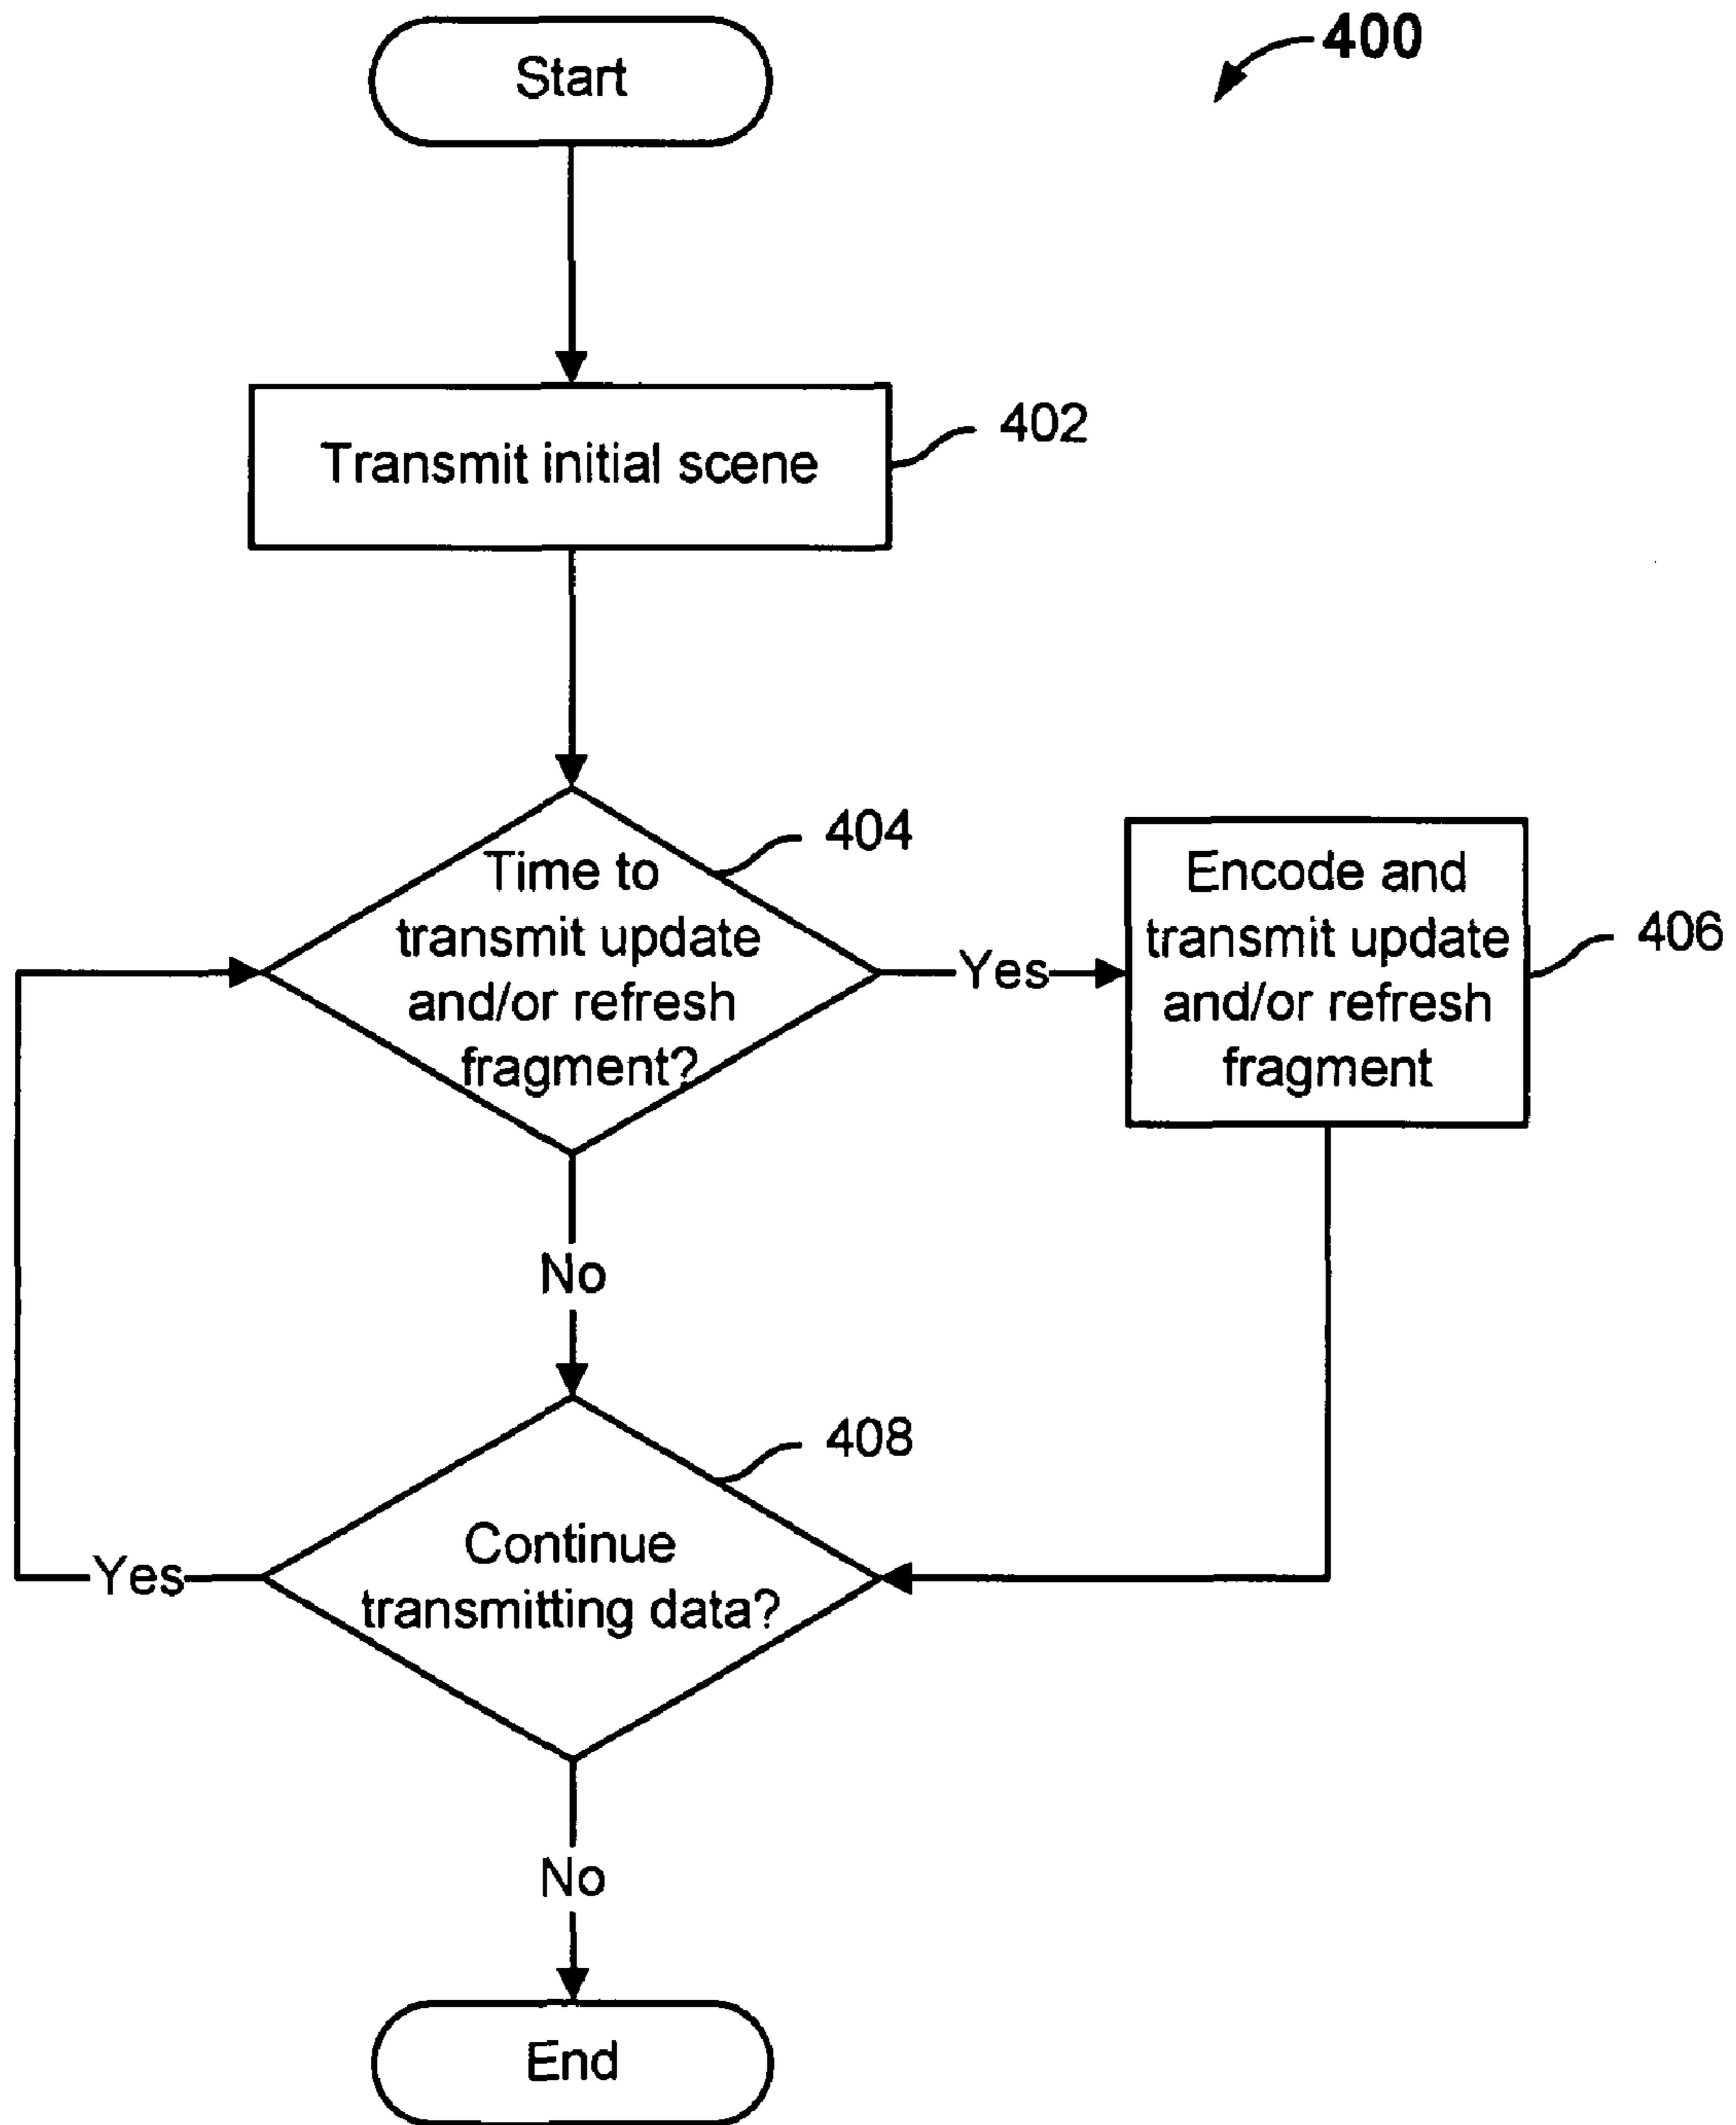 400
Start
Transmit initial scene
402
Time to
transmit update
and/or refresh
fragment?
404
Yes
Encode and
transmit update
and/or refresh
fragment
406
No
Continue
transmitting data?
408
Yes
No
End